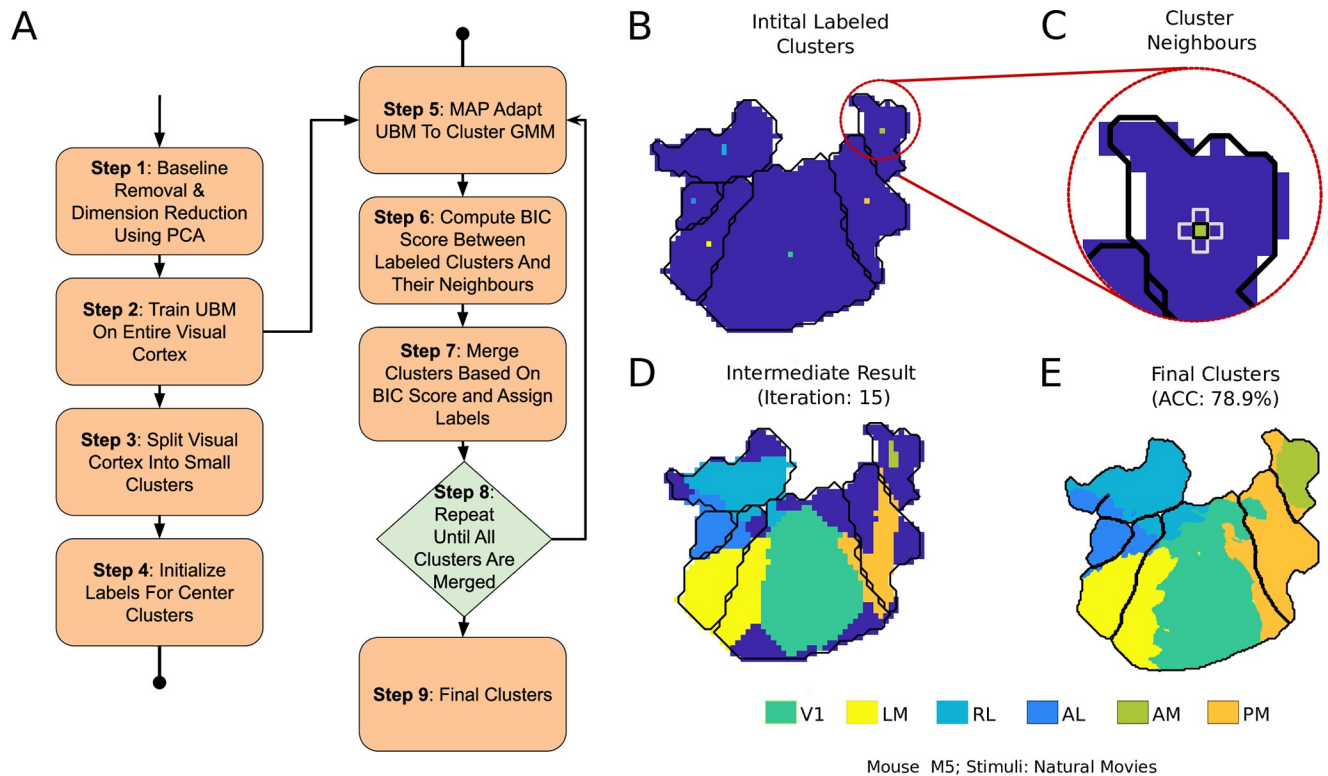 A
Step 1: Baseline
Removal &
Dimension Reduction
Using PCA
Step 2: Train UBM
On Entire Visual
Cortex
Step 3: Split Visual
Cortex Into Small
Clusters
Step 4: Initialize
Labels For Center
Clusters
Step 5: MAP Adapt
UBM To Cluster GMM
Step 6: Compute BIC
Score Between
Labeled Clusters And
Their Neighbours
Step 7: Merge
Clusters Based On
BIC Score and Assign
Labels
Step 8:
Repeat
Until All
Clusters Are
Merged
Step 9: Final Clusters
B
Intital Labeled
Clusters
C
Cluster
Neighbours
D
Intermediate Result
(Iteration: 15)
E
Final Clusters
(ACC: 78.9%)
V1 LM RL AL AM PM
Mouse M5; Stimuli: Natural Movies